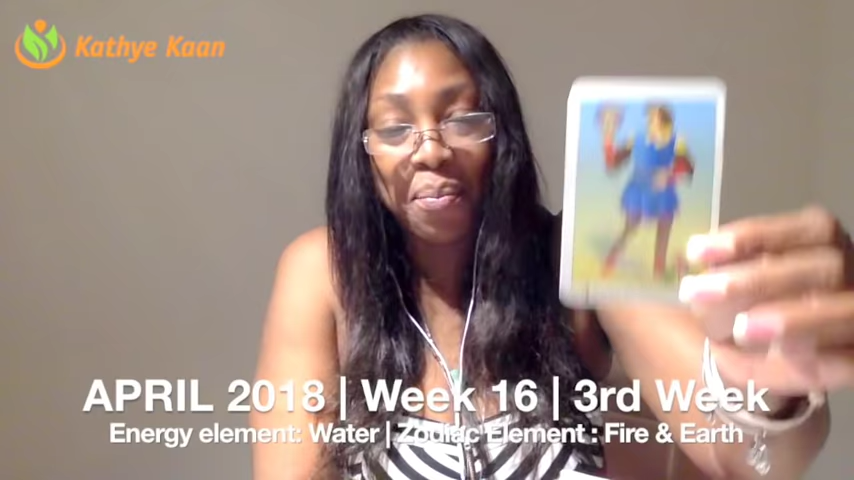 Kathye Kaan
APRIL 2018 | Week 16 | 3rd Week
Energy element: Water | Zodiac Element : Fire & Earth